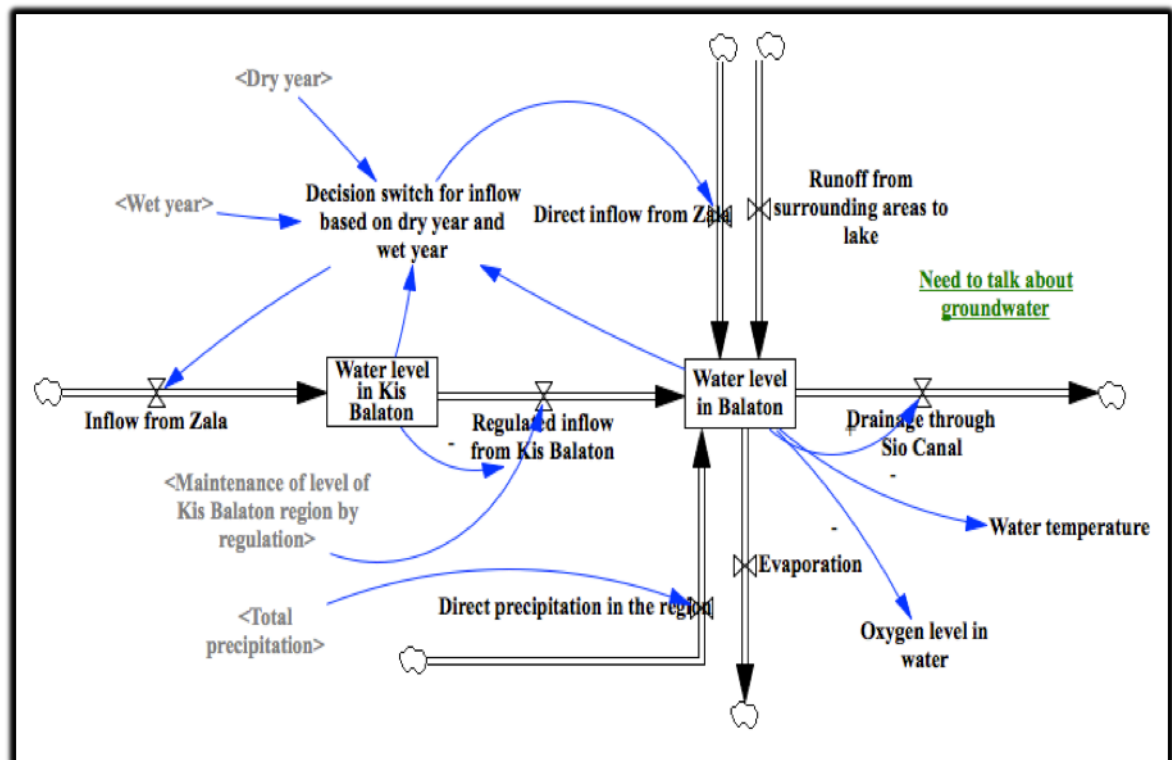 <Dry year>
<Wet year>
Decision switch for inflow
based on dry year and
wet year
Direct inflow from Zala
Runoff from
surrounding areas to
lake
Need to talk about
groundwater
Inflow from Zala
Water level
in Kis
Balaton
Regulated inflow
from Kis Balaton
-
Water level
in Balaton
Drainage through
Sio Canal
+
-
-
<Maintenance of level of
Kis Balaton region by
regulation>
Water temperature
Evaporation
<Total
precipitation>
Direct precipitation in the region
Oxygen level in
water